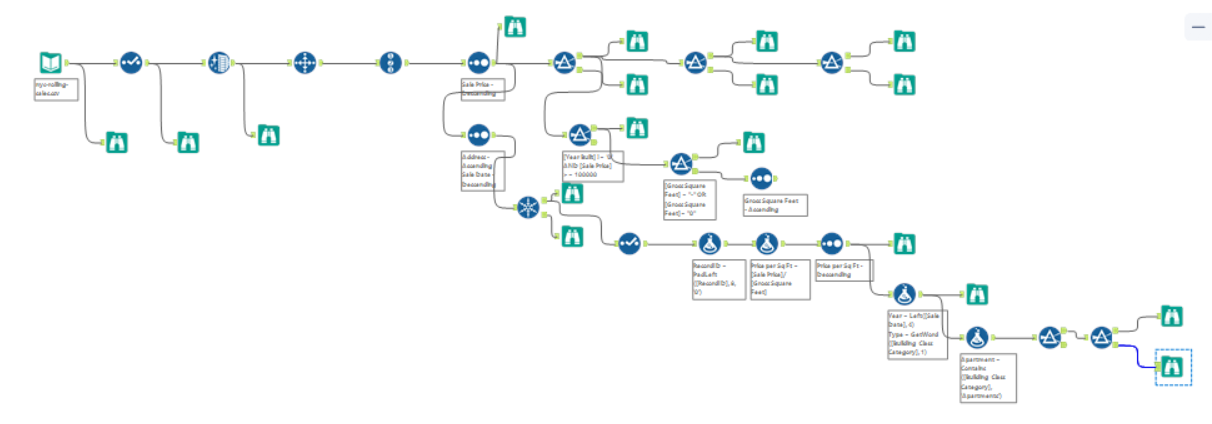 nyc-rolling-
sales.csv
Sale Price -
Descending
Address -
Ascending
Sale Date -
Descending
[Year Built] != '0'
AND [Sale Price]
>= 100000
[Gross Square
Feet] = "-" OR
[Gross Square
Feet] = "0"
Gross Square Feet
- Ascending
RecordID =
PadLeft
([RecordID], 6,
'0')
Price per Sq Ft =
[Sale Price]/
[Gross Square
Feet]
Price per Sq Ft -
Descending
Year = Left([Sale
Date], 4)
Type = GetWord
([Building Class
Category], 1)
Apartment =
Contains
([Building Class
Category],
'Apartments')